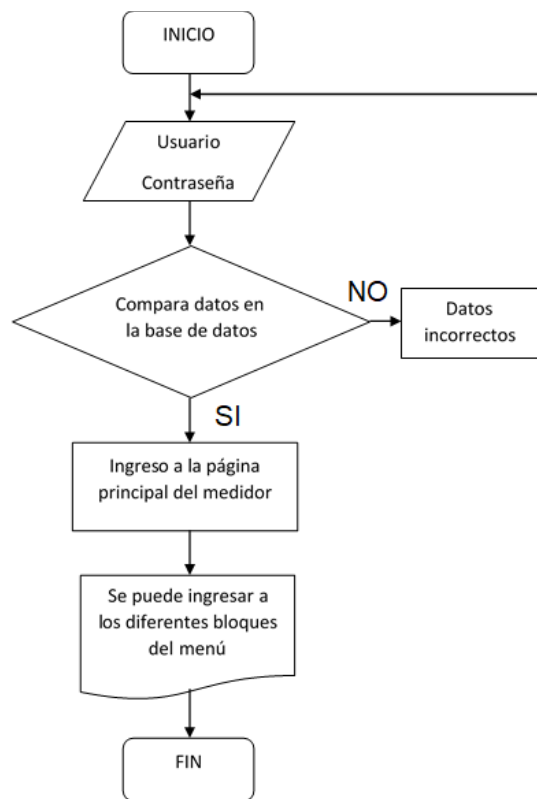 INICIO
Usuario
Contraseña
Compara datos en
la base de datos
NO
Datos
incorrectos
SI
Ingreso a la página
principal del medidor
Se puede ingresar a
los diferentes bloques
del menú
FIN